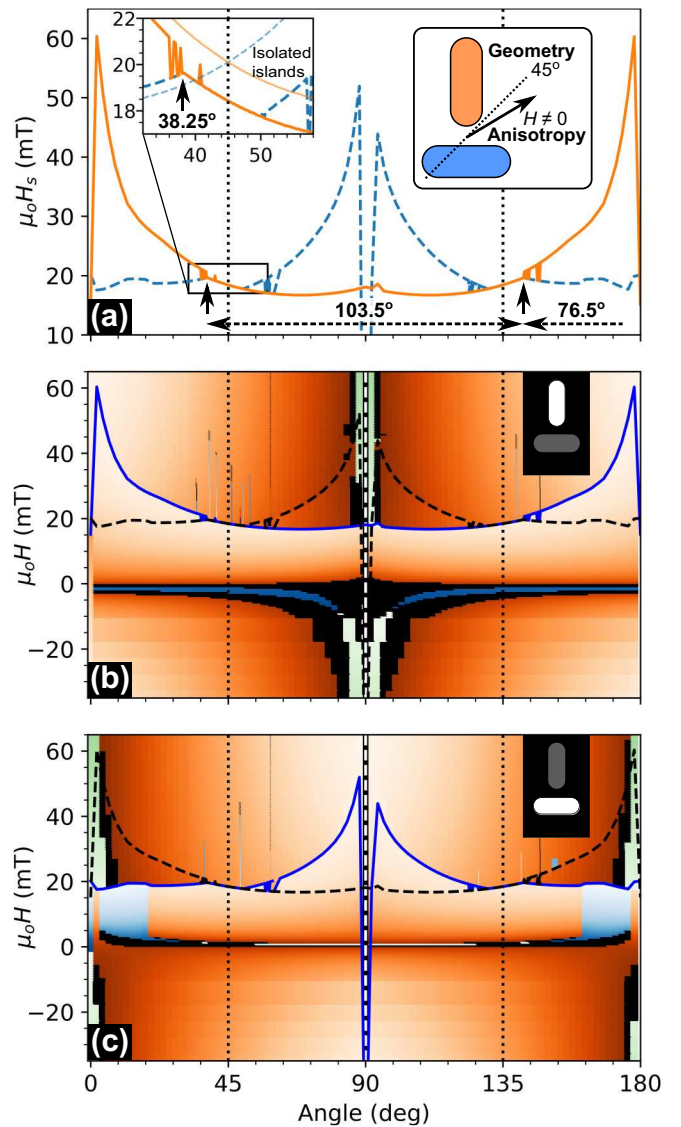 22
21
20
19
18
40
50
Isolated
islands
38.25°
Geometry
45°
H ≠ 0
Anisotropy
60
50
40
30
20
10
μ₀Hₛ (mT)
(a)
103.5°
76.5°
60
40
20
0
−20
μ₀H (mT)
(b)
60
40
20
0
−20
μ₀H (mT)
(c)
0
45
90
135
180
Angle (deg)